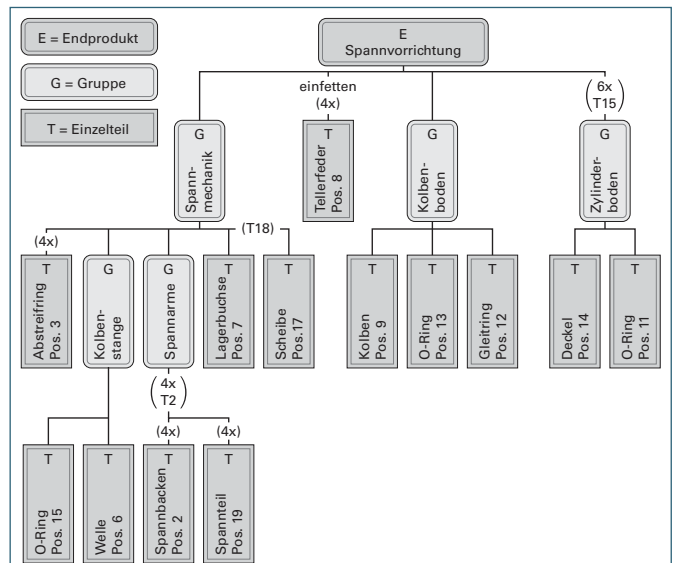 E = Endprodukt
G = Gruppe
T = Einzelteil
E
Spannvorrichtung
einfetten
(4x)
(6x
T15)
G
Spann-
mechanik
T
Tellerfeder
Pos. 8
G
Kolben-
boden
G
Zylinder-
boden
(4x)
(T18)
T
Abstreifring
Pos. 3
G
Kolben-
stange
G
Spannarme
T
Lagerbuchse
Pos. 7
T
Scheibe
Pos.17
T
Kolben
Pos. 9
T
O-Ring
Pos. 13
T
Gleitring
Pos. 12
T
Deckel
Pos. 14
T
O-Ring
Pos. 11
(4x
T2)
(4x)
(4x)
T
O-Ring
Pos. 15
T
Welle
Pos. 6
T
Spannbacken
Pos. 2
T
Spannteil
Pos. 19